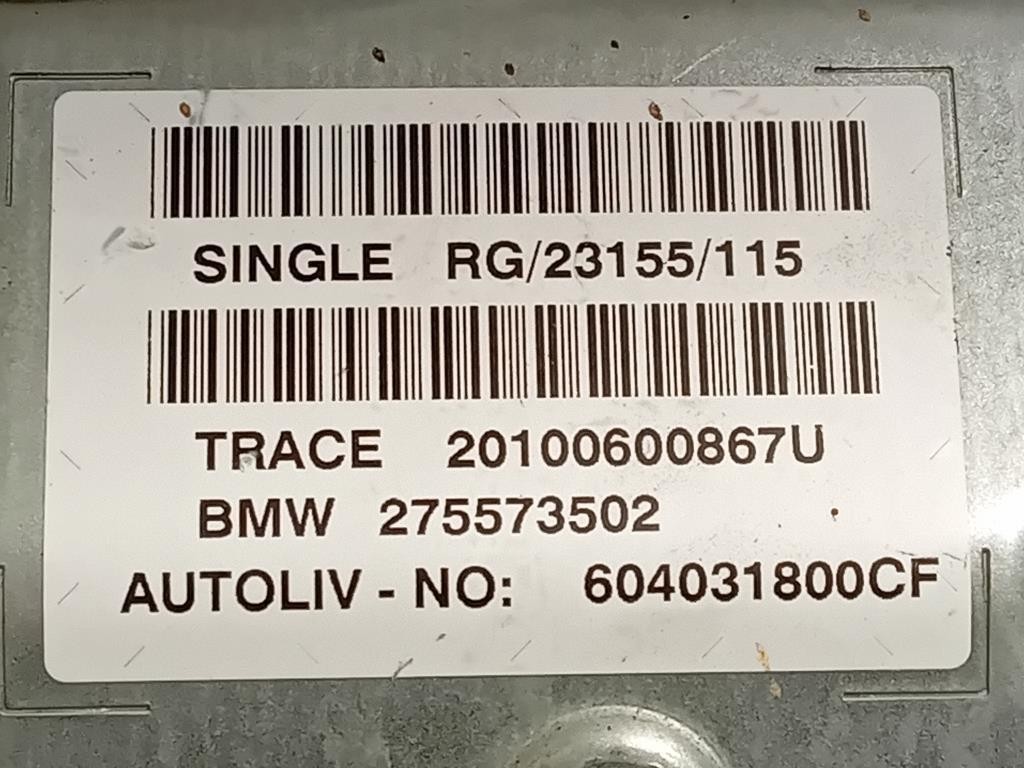 SINGLE RG/23155/115
TRACE 20100600867U
BMW 275573502
AUTOLIV - NO: 604031800CF